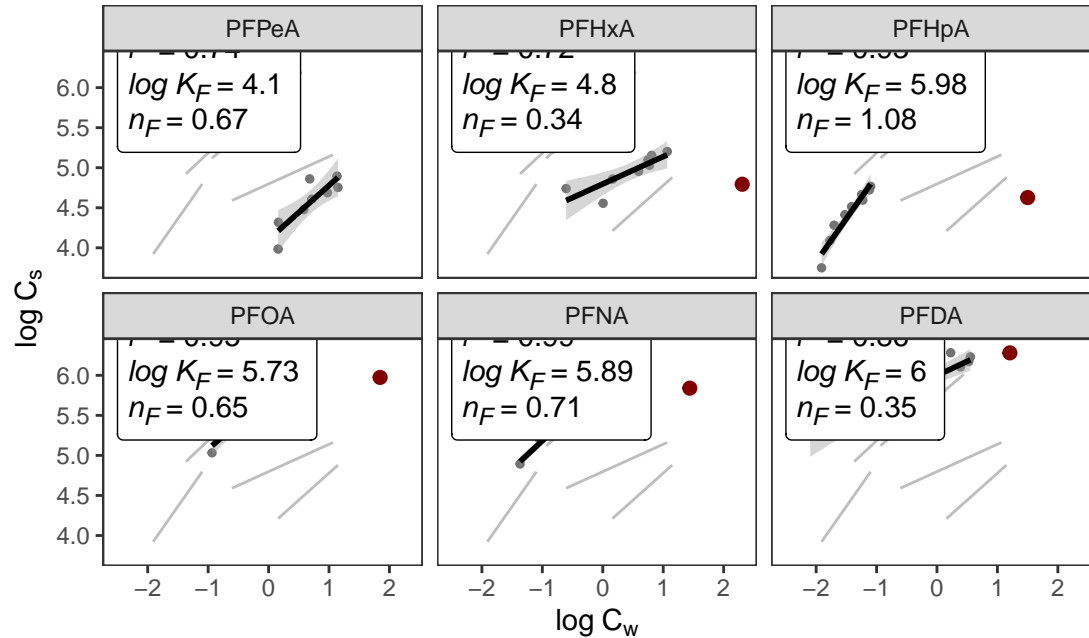 PFPeA PFHxA PFHpA
log K_F = 4.1 log K_F = 4.8 log K_F = 5.98
n_F = 0.67 n_F = 0.34 n_F = 1.08
6.0
5.5
5.0
4.5
4.0
log C_s
PFOA PFNA PFDA
log K_F = 5.73 log K_F = 5.89 log K_F = 6
n_F = 0.65 n_F = 0.71 n_F = 0.35
6.0
5.5
5.0
4.5
4.0
−2 −1 0 1 2 −2 −1 0 1 2 −2 −1 0 1 2
log C_w